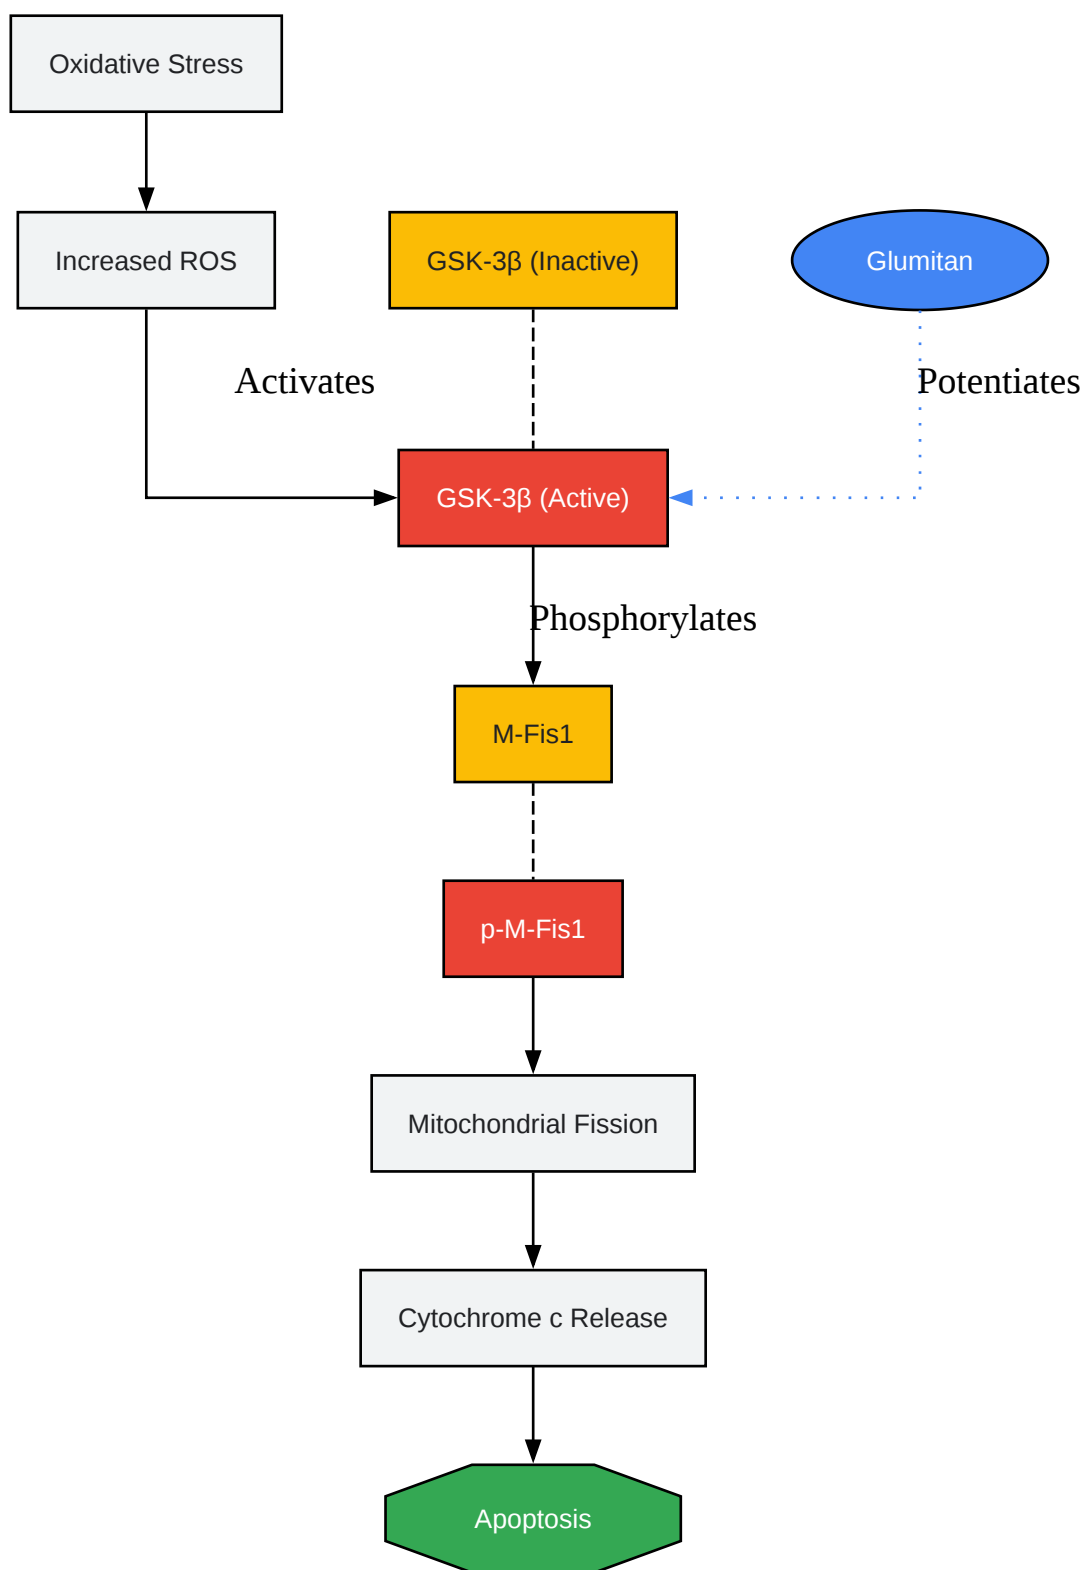 Oxidative Stress
Increased ROS
GSK-3β (Inactive)
Glumitan
Activates
Potentiates
GSK-3β (Active)
Phosphorylates
M-Fis1
p-M-Fis1
Mitochondrial Fission
Cytochrome c Release
Apoptosis